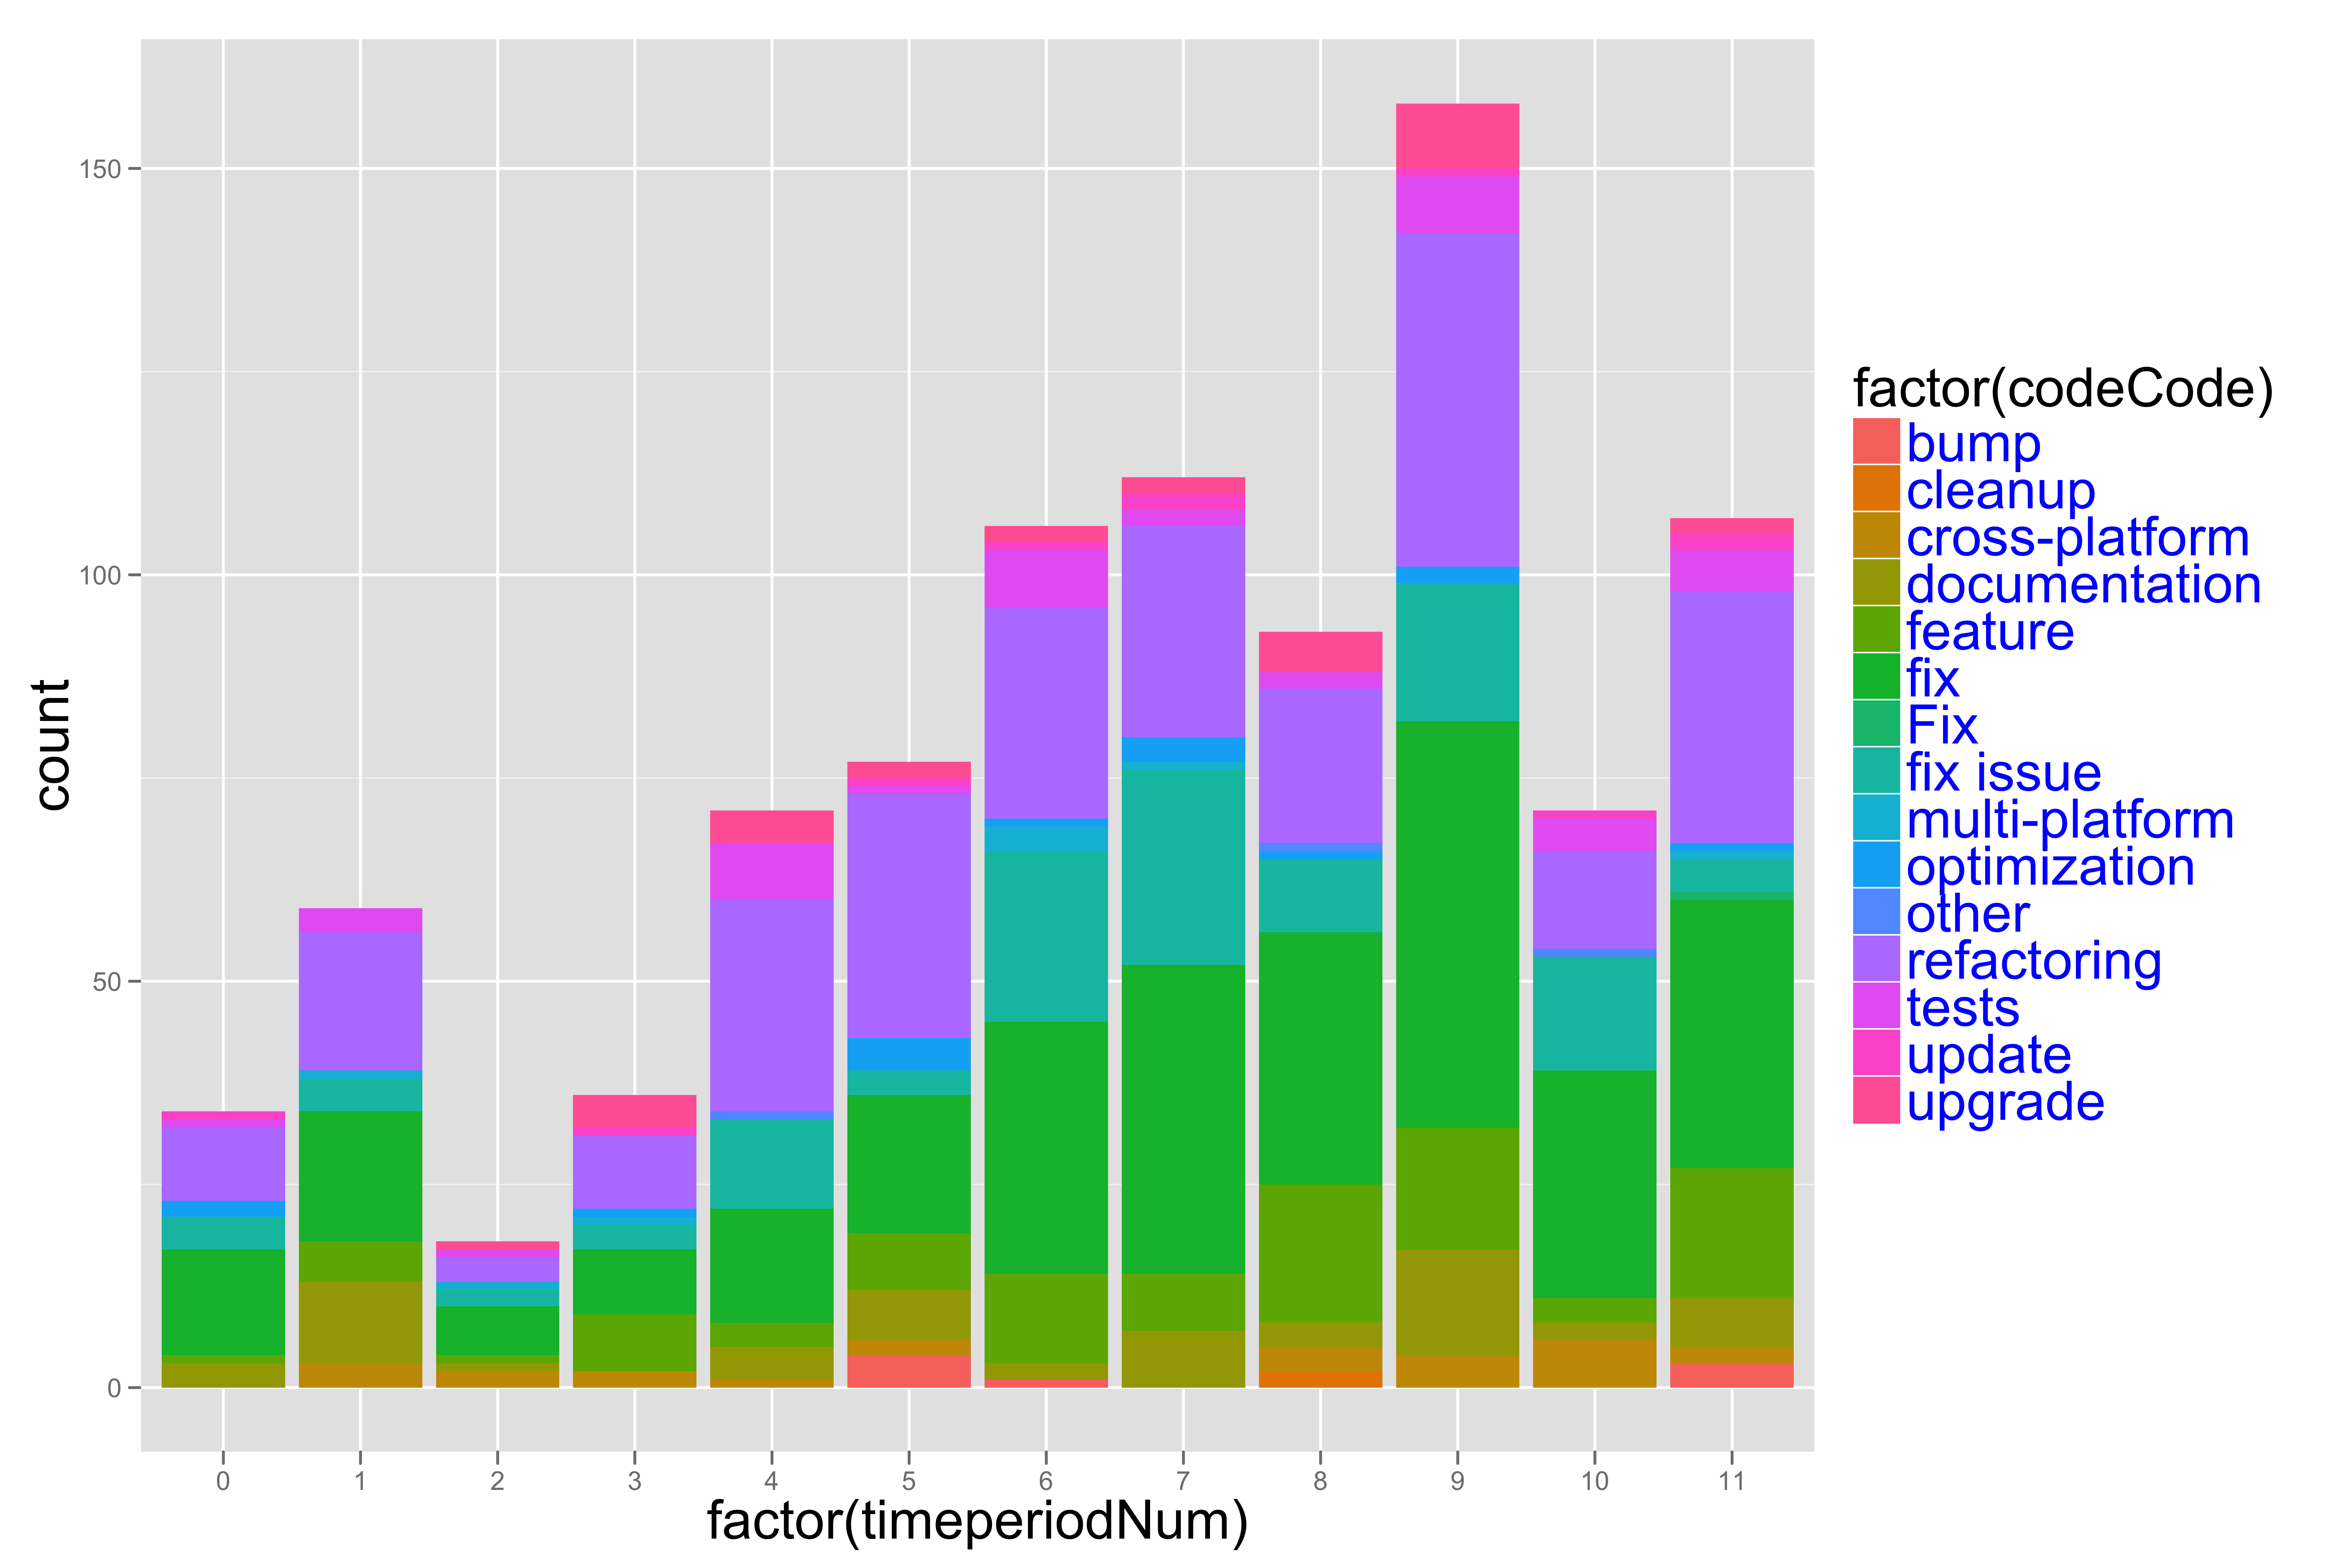 150
100
50
0
count
0 1 2 3 4 5 6 7 8 9 10 11
factor(timeperiodNum)
factor(codeCode)
bump
cleanup
cross-platform
documentation
feature
fix
Fix
fix issue
multi-platform
optimization
other
refactoring
tests
update
upgrade